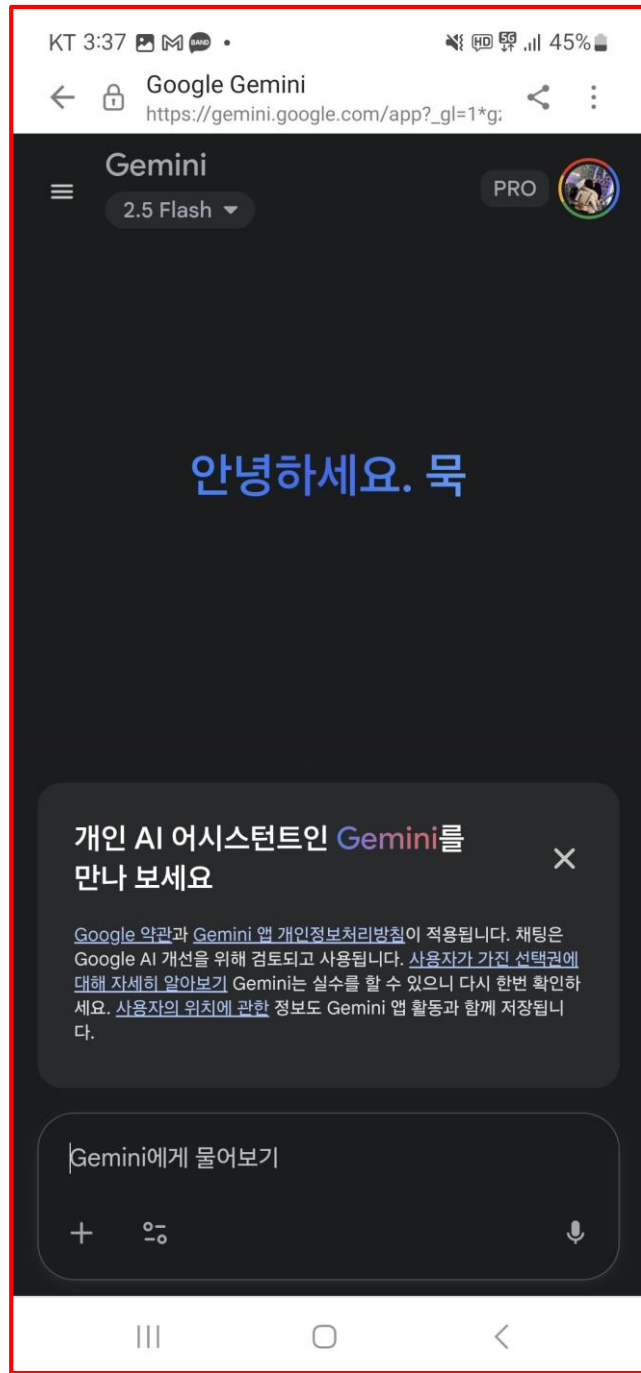 KT 3:37
BAND
HD 5G 45%
Google Gemini
https://gemini.google.com/app?_gl=1*g;
Gemini
2.5 Flash
PRO
안녕하세요. 묵
개인 AI 어시스턴트인 Gemini를
만나 보세요
Google 약관과 Gemini 앱 개인정보처리방침이 적용됩니다. 채팅은
Google AI 개선을 위해 검토되고 사용됩니다. 사용자가 가진 선택권에
대해 자세히 알아보기 Gemini는 실수를 할 수 있으니 다시 한번 확인하
세요. 사용자의 위치에 관한 정보도 Gemini 앱 활동과 함께 저장됩니
다.
Gemini에게 물어보기